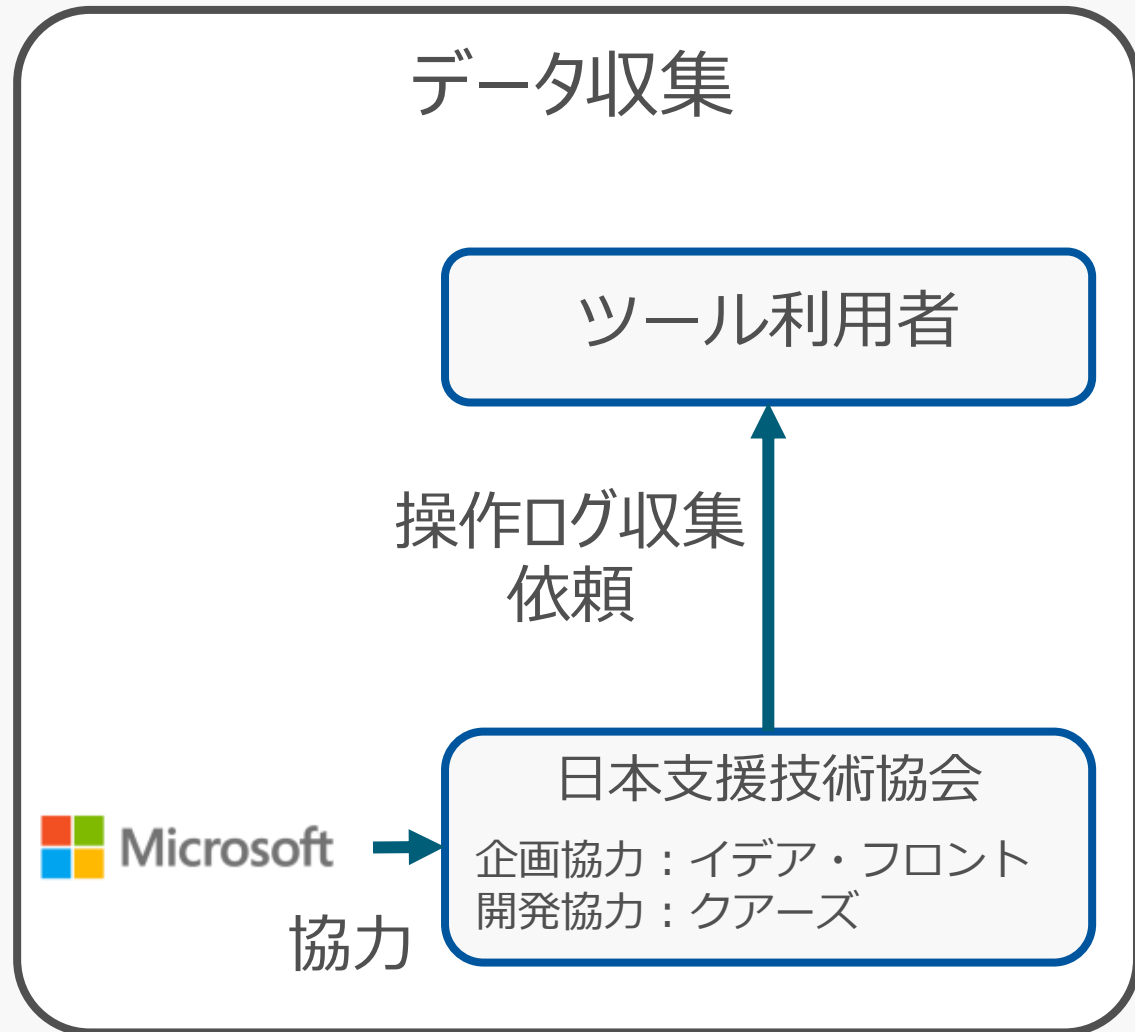 データ収集
ツール利用者
操作ログ収集
依頼
日本支援技術協会
企画協力：イデア・フロント
開発協力：クアーズ
Microsoft
協力